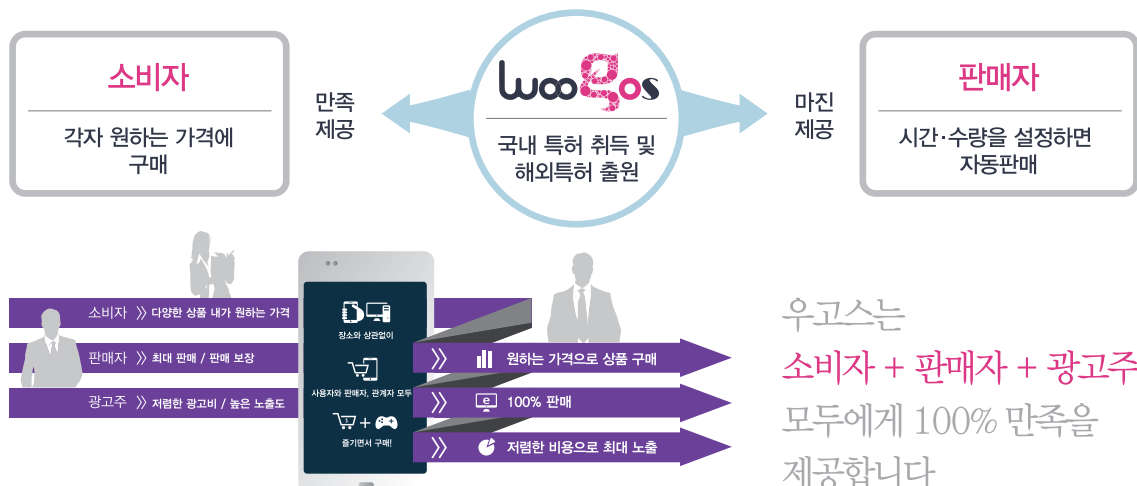 소비자
각자 원하는 가격에
구매
만족
제공
woogos
국내 특허 취득 및
해외특허 출원
마진
제공
판매자
시간·수량을 설정하면
자동판매
소비자 》 다양한 상품 내가 원하는 가격
판매자 》 최대 판매 / 판매 보장
광고주 》 저렴한 광고비 / 높은 노출도
장소와 상관없이
사용자와 판매자, 관계자 모두
즐기면서 구매!
》 원하는 가격으로 상품 구매
》 e 100% 판매
》 저렴한 비용으로 최대 노출
우고스는
소비자 + 판매자 + 광고주
모두에게 100% 만족을
제공합니다